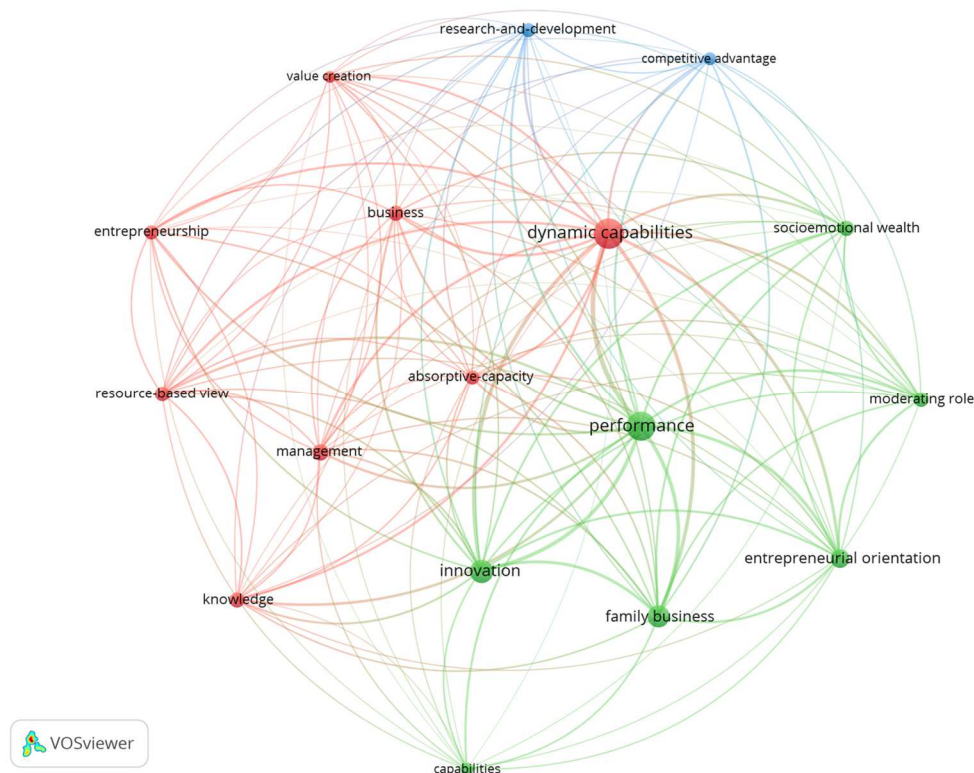 research-and-development
competitive advantage
value creation
business
entrepreneurship
dynamic capabilities
socioemotional wealth
absorptive-capacity
resource-based view
moderating role
performance
management
innovation
entrepreneurial orientation
knowledge
family business
VOSviewer
capabilities